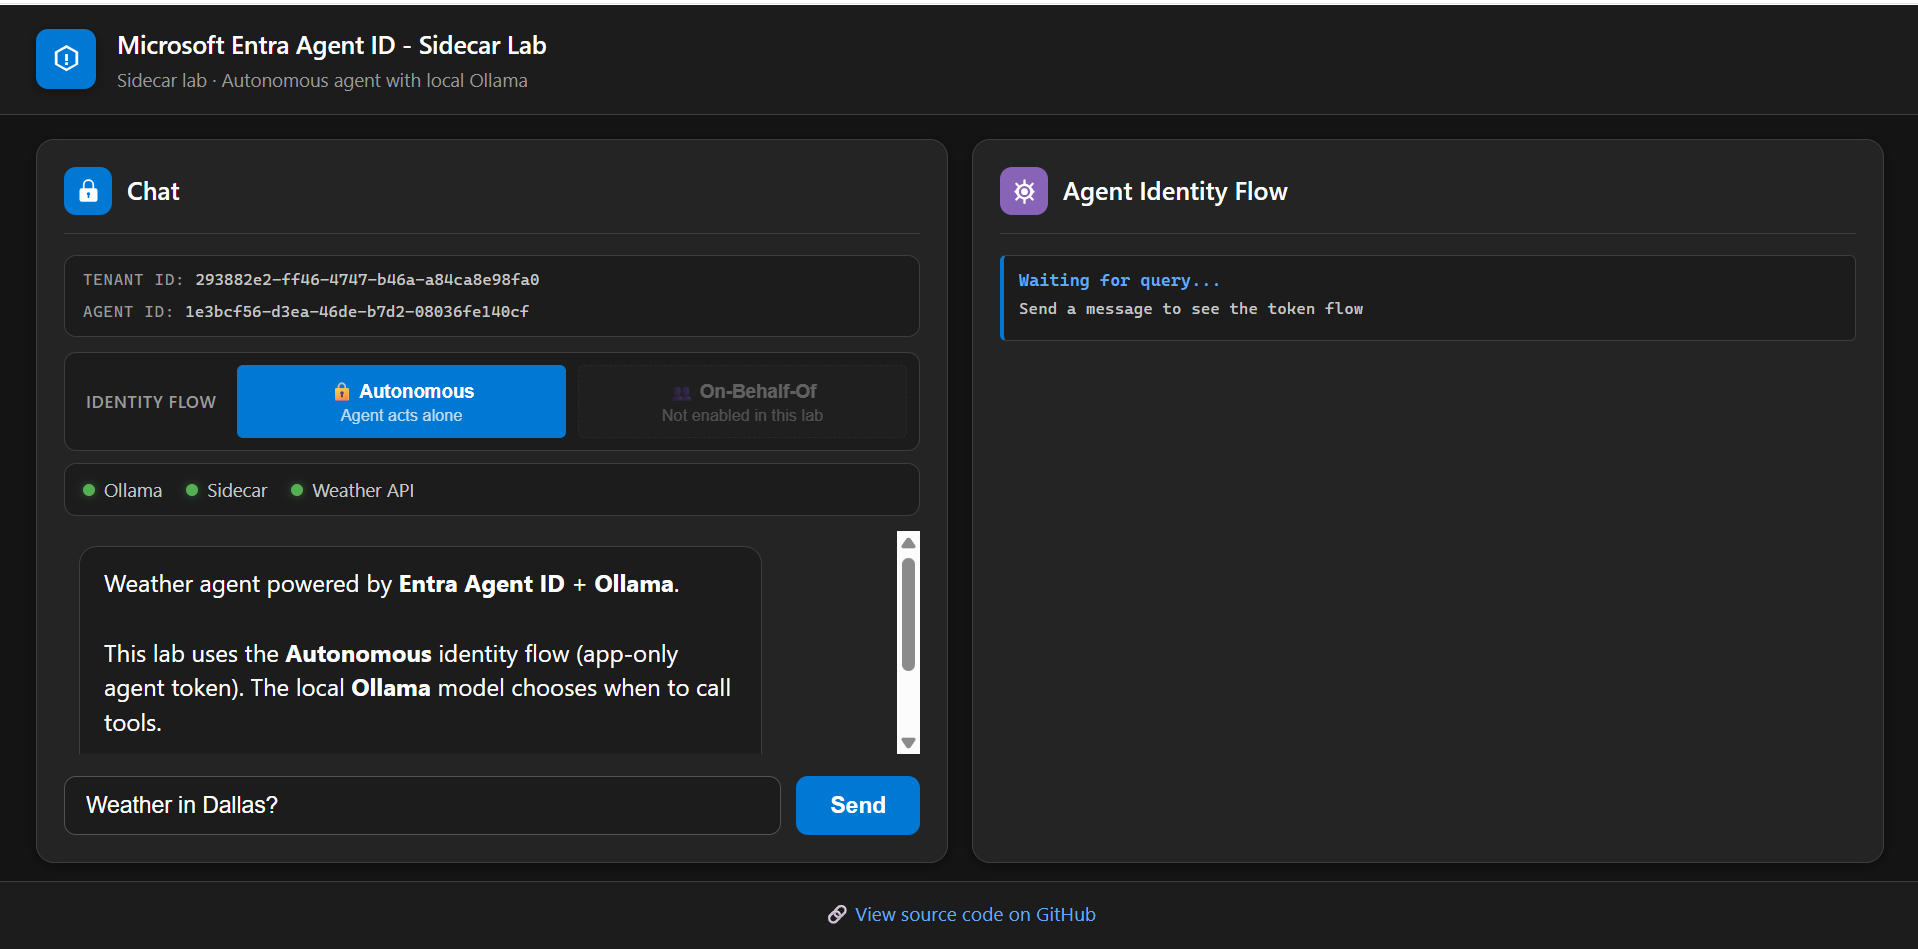 Microsoft Entra Agent ID - Sidecar Lab
Sidecar lab · Autonomous agent with local Ollama
Chat
TENANT ID: 293882e2-ff46-4747-b46a-a84ca8e98fa0
AGENT ID: 1e3bcf56-d3ea-46de-b7d2-08036fe140cf
IDENTITY FLOW
Autonomous
Agent acts alone
On-Behalf-Of
Not enabled in this lab
Ollama
Sidecar
Weather API
Weather agent powered by Entra Agent ID + Ollama.
This lab uses the Autonomous identity flow (app-only
agent token). The local Ollama model chooses when to call
tools.
Weather in Dallas?
Send
Agent Identity Flow
Waiting for query...
Send a message to see the token flow
View source code on GitHub